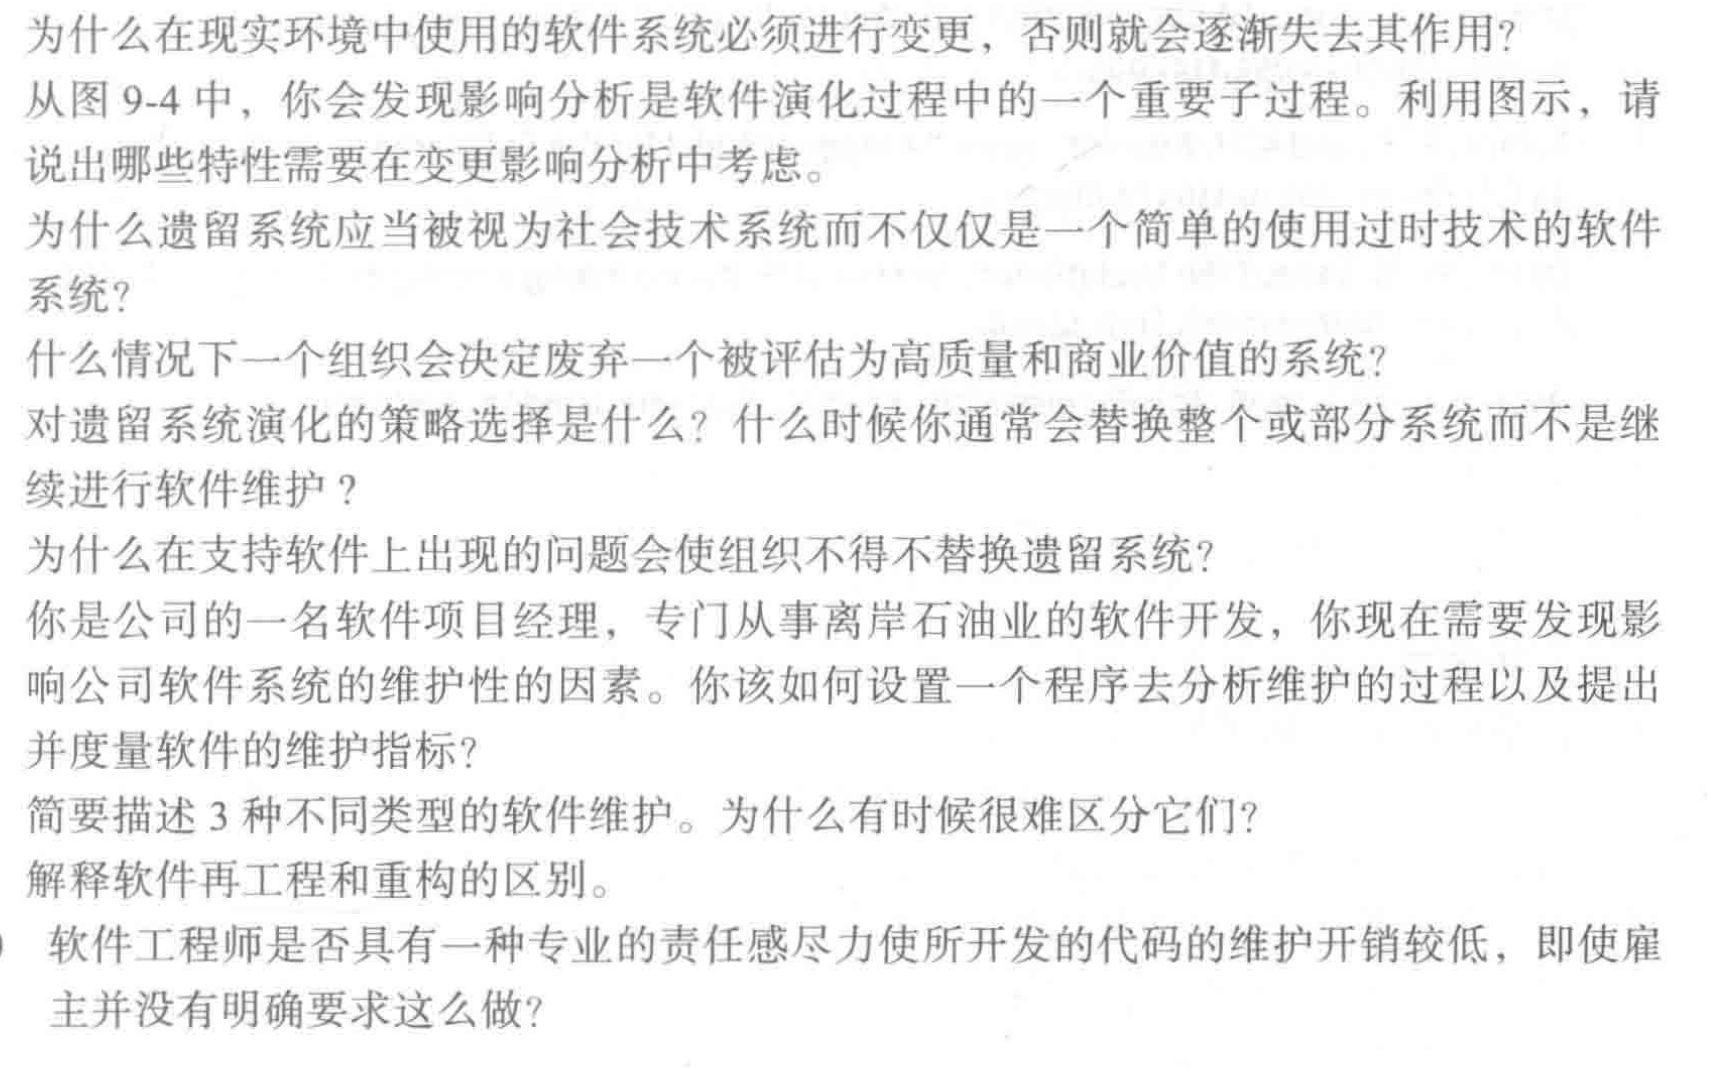 为什么在现实环境中使用的软件系统必须进行变更，否则就会逐渐失去其作用？
从图 9-4 中，你会发现影响分析是软件演化过程中的一个重要子过程。利用图示，请
说出哪些特性需要在变更影响分析中考虑。
为什么遗留系统应当被视为社会技术系统而不仅仅是一个简单的使用过时技术的软件
系统？
什么情况下一个组织会决定废弃一个被评估为高质量和商业价值的系统？
对遗留系统演化的策略选择是什么？什么时候你通常会替换整个或部分系统而不是继
续进行软件维护？
为什么在支持软件上出现的问题会使组织不得不替换遗留系统？
你是公司的一名软件项目经理，专门从事离岸石油业的软件开发，你现在需要发现影
响公司软件系统的维护性的因素。你该如何设置一个程序去分析维护的过程以及提出
并度量软件的维护指标？
简要描述 3 种不同类型的软件维护。为什么有时候很难区分它们？
解释软件再工程和重构的区别。
软件工程师是否具有一种专业的责任感尽力使所开发的代码的维护开销较低，即使雇
主并没有明确要求这么做？